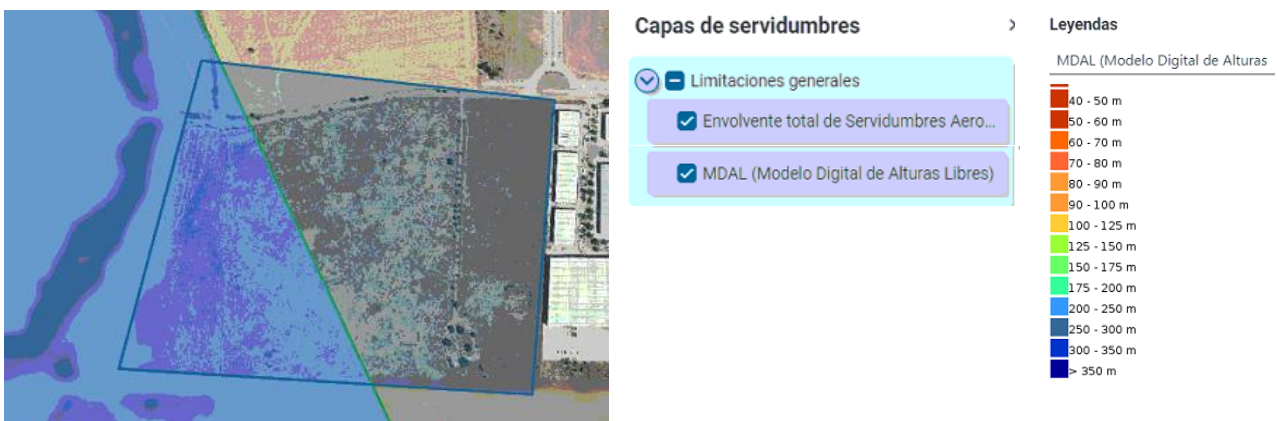 Capas de servidumbres
Limitaciones generales
Envolvente total de Servidumbres Aero...
MDAL (Modelo Digital de Alturas Libres)
Leyendas
MDAL (Modelo Digital de Alturas
40 - 50 m
50 - 60 m
60 - 70 m
70 - 80 m
80 - 90 m
90 - 100 m
100 - 125 m
125 - 150 m
150 - 175 m
175 - 200 m
200 - 250 m
250 - 300 m
300 - 350 m
> 350 m